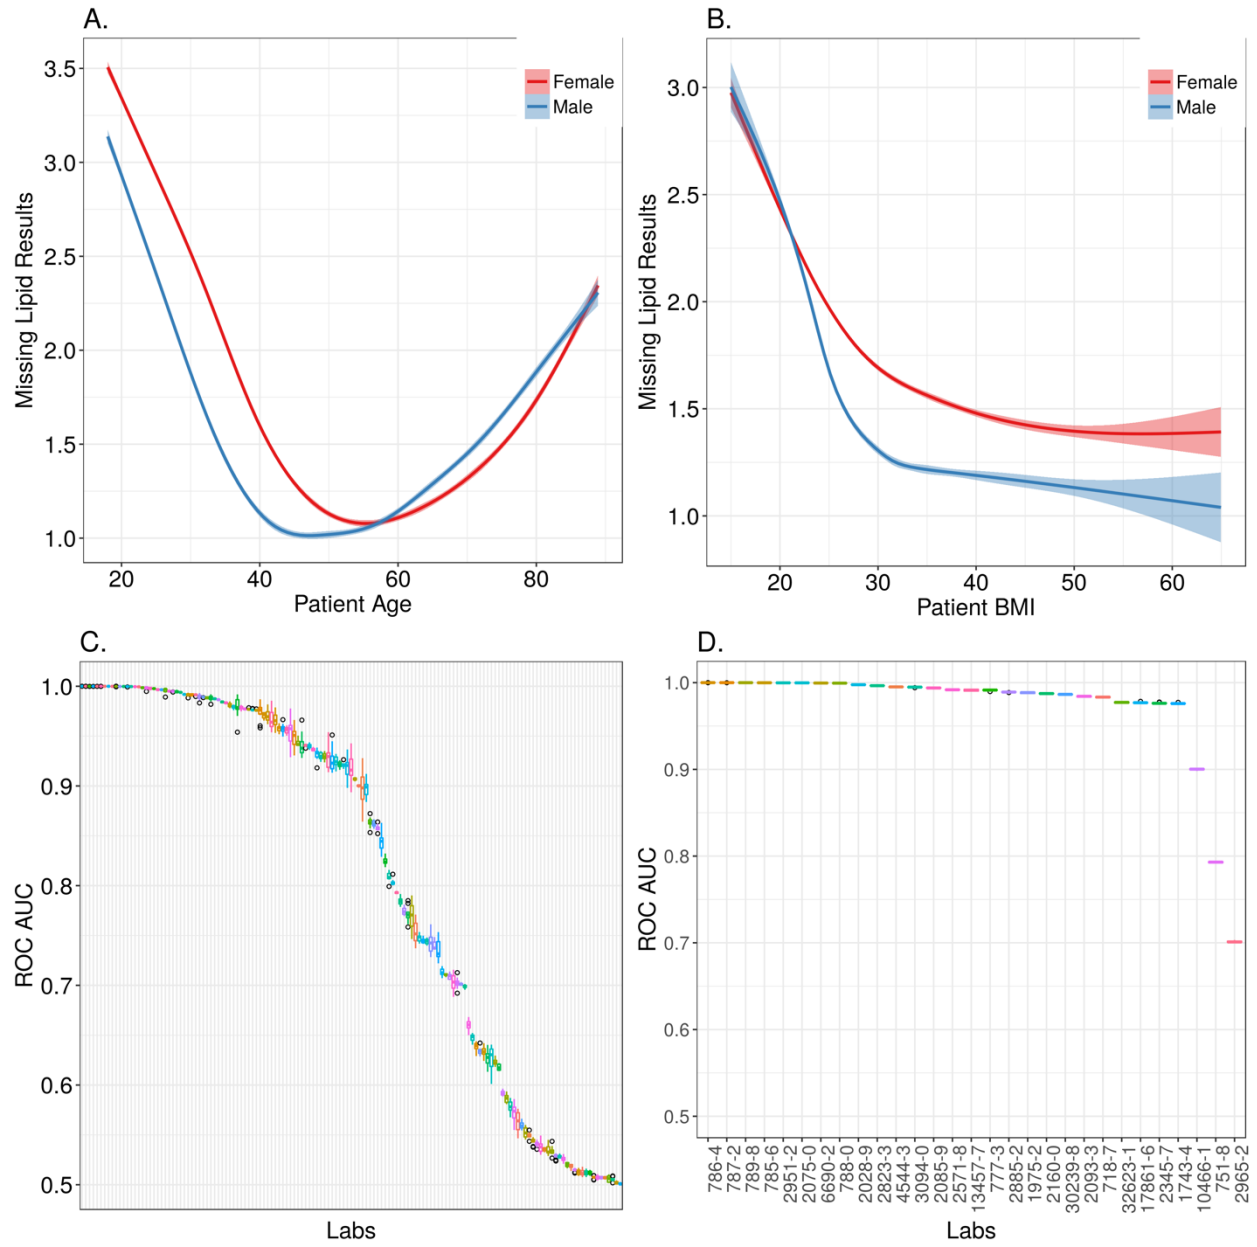 A.
3.5
3.0
2.5
2.0
1.5
1.0
Missing Lipid Results
Female
Male
20 40 60 80
Patient Age
B.
3.0
2.5
2.0
1.5
1.0
Missing Lipid Results
Female
Male
20 30 40 50 60
Patient BMI
C.
1.0
0.9
0.8
0.7
0.6
0.5
ROC AUC
Labs
D.
1.0
0.9
0.8
0.7
0.6
0.5
ROC AUC
786-4
787-2
789-8
785-6
2951-2
2075-0
6690-2
788-0
2028-9
2823-3
4544-3
3094-0
2085-9
2571-8
13457-7
777-3
2885-2
1975-2
2160-0
30239-8
2093-3
718-7
32623-1
17861-6
2345-7
1743-4
10466-1
751-8
2965-2
Labs